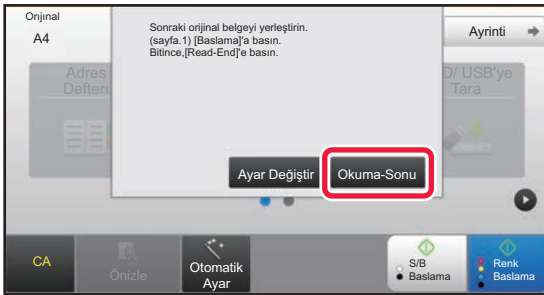 Orijinal
A4
Sonraki orijinal belgeyi yerleştirin.
(sayfa.1) [Baslama]'a basın.
Bitince,[Read-End]'e basın.
Ayrinti
Adres
Defteri
D/ USB'ye
Tara
Ayar Değiştir
Okuma-Sonu
CA
Önizle
Otomatik
Ayar
S/B
Baslama
Renk
Baslama